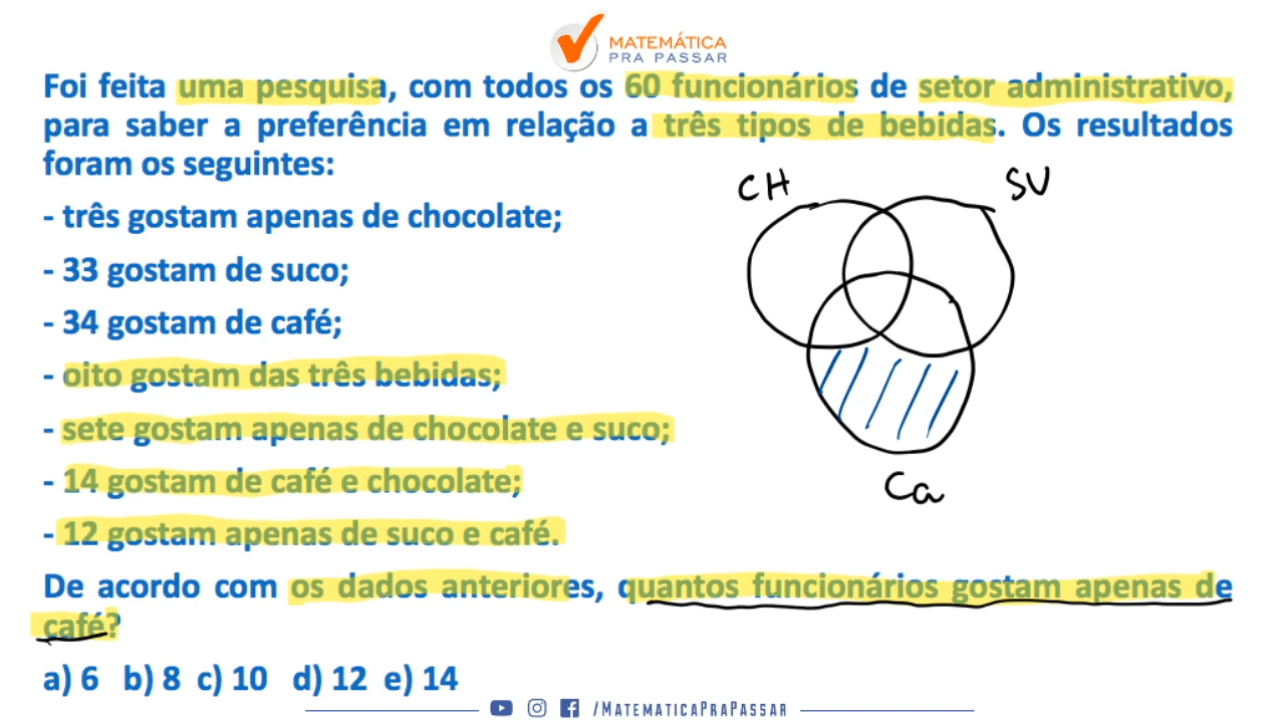 MATEMÁTICA
PRA PASSAR
Foi feita uma pesquisa, com todos os 60 funcionários de setor administrativo,
para saber a preferência em relação a três tipos de bebidas. Os resultados
foram os seguintes:
CH
SU
- três gostam apenas de chocolate;
- 33 gostam de suco;
- 34 gostam de café;
- oito gostam das três bebidas;
- sete gostam apenas de chocolate e suco;
- 14 gostam de café e chocolate;
Ca
- 12 gostam apenas de suco e café.
De acordo com os dados anteriores, quantos funcionários gostam apenas de
café?
a) 6 b) 8 c) 10 d) 12 e) 14
/MATEMATICAPRAPASSAR